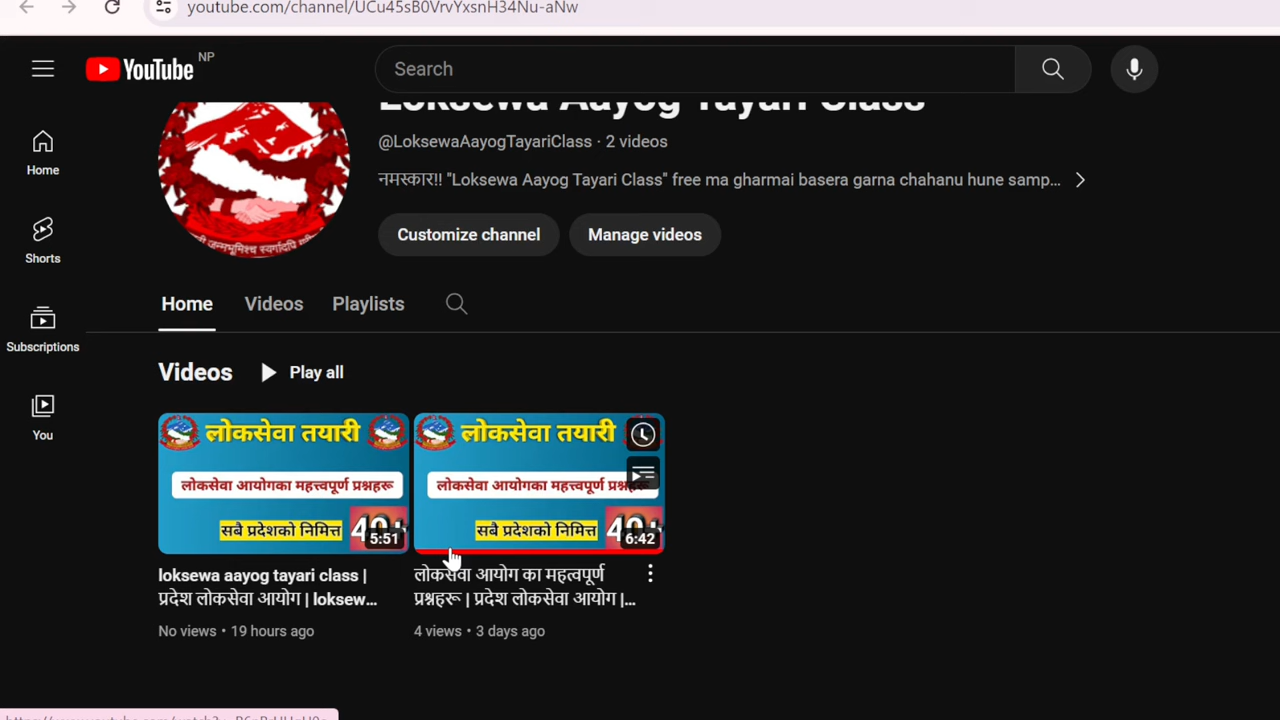 youtube.com/channel/UCu45sB0VrvYxsnH34Nu-aNw
YouTube NP
Search
Loksewa Aayog Tayari Class
@LoksewaAayogTayariClass · 2 videos
नमस्कार!! "Loksewa Aayog Tayari Class" free ma gharmai basera garna chahanu hune samp...
Customize channel
Manage videos
Home
Shorts
Subscriptions
You
Home
Videos
Playlists
Videos
Play all
लोकसेवा तयारी
लोकसेवा आयोगका महत्त्वपूर्ण प्रश्नहरू
सबै प्रदेशको निमित्त
40+
5:51
लोकसेवा तयारी
लोकसेवा आयोगका महत्त्वपूर्ण प्रश्नहरू
सबै प्रदेशको निमित्त
40+
6:42
loksewa aayog tayari class |
प्रदेश लोकसेवा आयोग | loksew...
No views · 19 hours ago
लोकसेवा आयोग का महत्वपूर्ण
प्रश्नहरू | प्रदेश लोकसेवा आयोग |...
4 views · 3 days ago